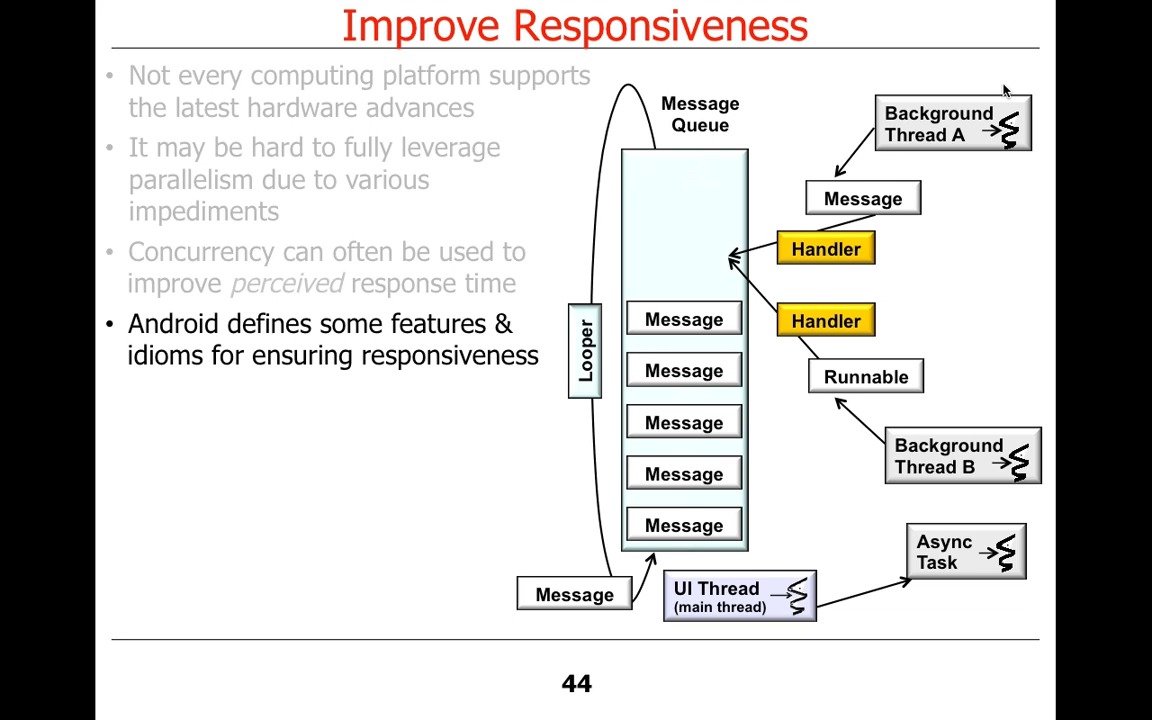 Improve Responsiveness
• Not every computing platform supports
the latest hardware advances
• It may be hard to fully leverage
parallelism due to various
impediments
• Concurrency can often be used to
improve perceived response time
• Android defines some features &
idioms for ensuring responsiveness
Message
Queue
Background
Thread A
Message
Handler
Handler
Runnable
Background
Thread B
Looper
Message
Message
Message
Message
Message
Message
UI Thread
(main thread)
Async
Task
44